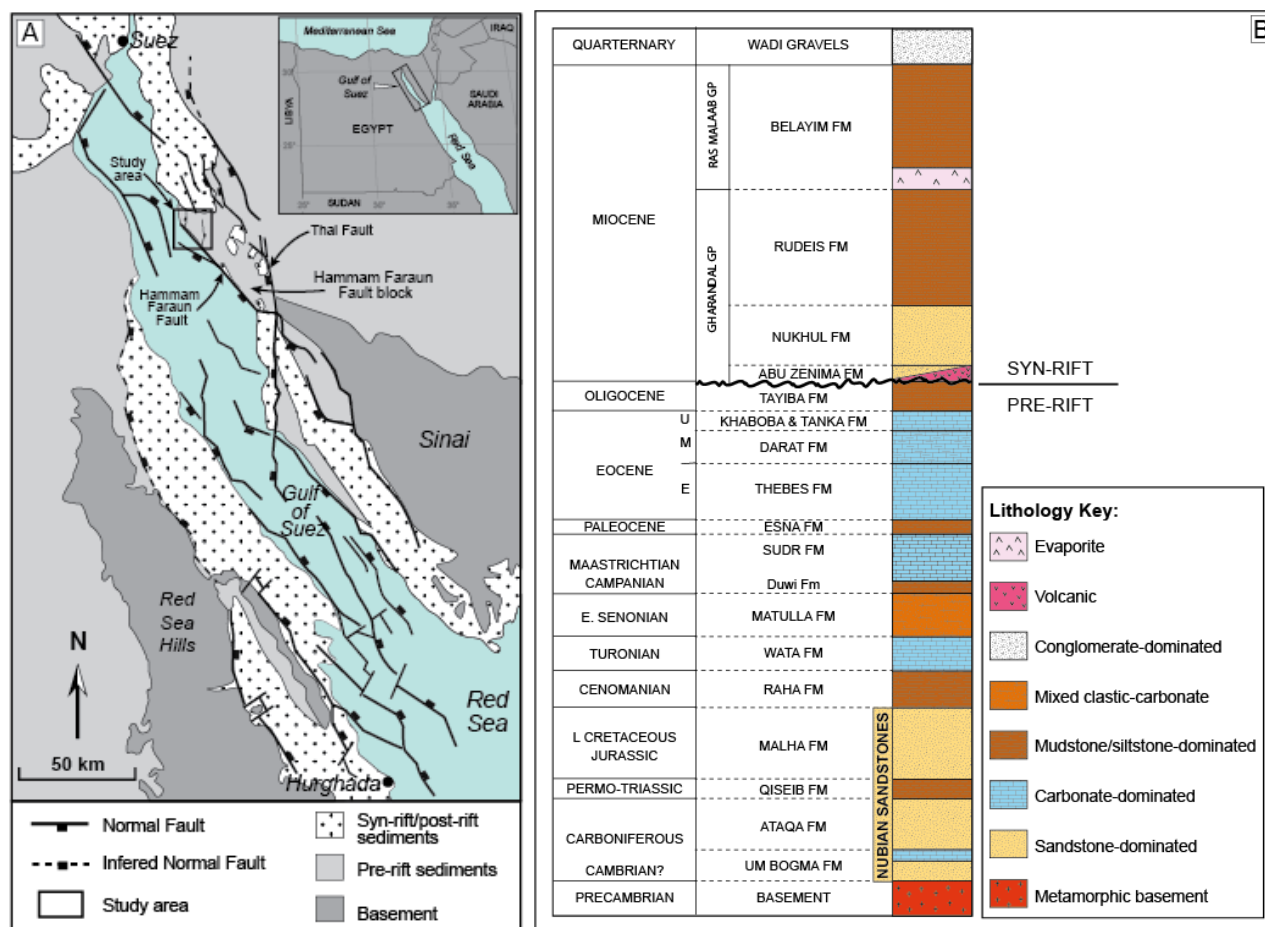 A
Suez
Mediterranean Sea
IRAQ
30°
Gulf of
Suez
SAUDI
ARABIA
LIBYA
EGYPT
25°
Red Sea
25°
30°
SUDAN
Study
area
Thal Fault
Hammam Faraun
Fault block
Hammam
Faraun
Fault
Sinai
Gulf
of
Suez
Red
Sea
Hills
N
Red
Sea
50 km
Hurghada
Normal Fault
Infered Normal Fault
Study area
Syn-rift/post-rift
sediments
Pre-rift sediments
Basement
B
QUARTERNARY
WADI GRAVELS
MIOCENE
RAS MALAAB GP
BELAYIM FM
GHARANDAL GP
RUDEIS FM
NUKHUL FM
ABU ZENIMA FM
SYN-RIFT
PRE-RIFT
OLIGOCENE
TAYIBA FM
EOCENE
U
KHABOBA & TANKA FM
M
DARAT FM
E
THEBES FM
PALEOCENE
ESNA FM
MAASTRICHTIAN
CAMPANIAN
SUDR FM
Duwi Fm
E. SENONIAN
MATULLA FM
TURONIAN
WATA FM
CENOMANIAN
RAHA FM
L CRETACEOUS
JURASSIC
MALHA FM
PERMO-TRIASSIC
QISEIB FM
CARBONIFEROUS
ATAQA FM
CAMBRIAN?
UM BOGMA FM
NUBIAN SANDSTONES
PRECAMBRIAN
BASEMENT
Lithology Key:
Evaporite
Volcanic
Conglomerate-dominated
Mixed clastic-carbonate
Mudstone/siltstone-dominated
Carbonate-dominated
Sandstone-dominated
Metamorphic basement